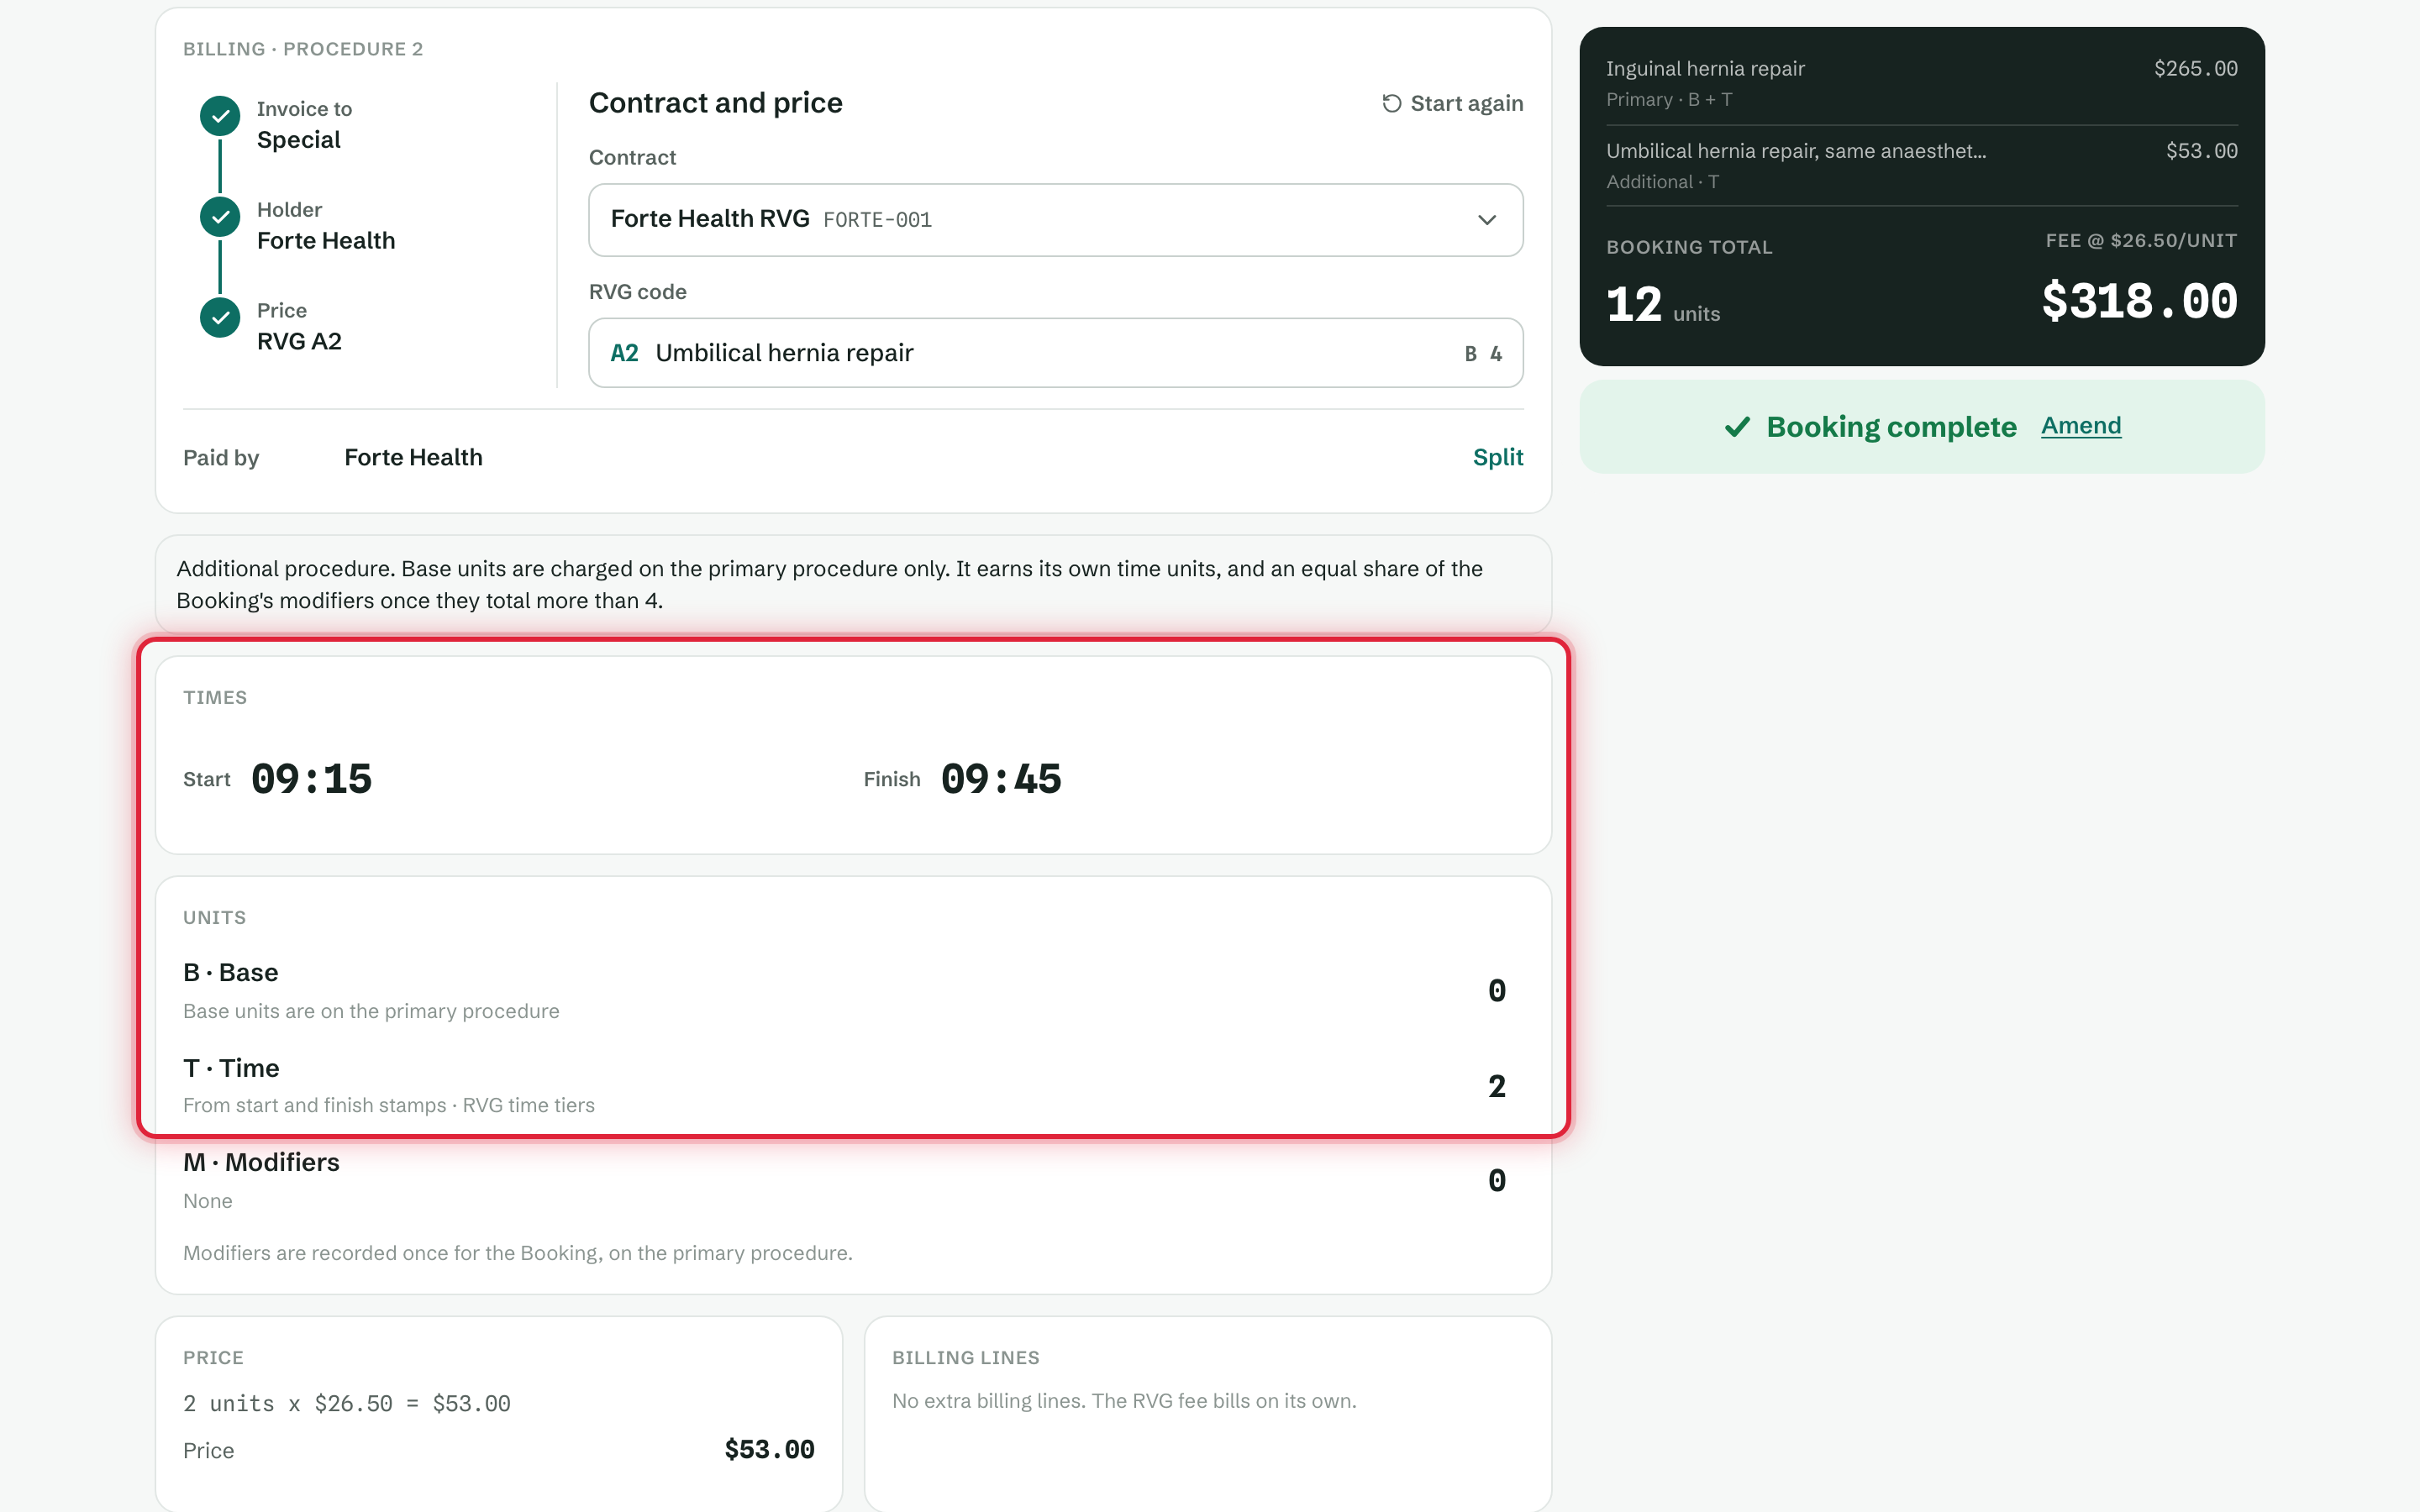 BILLING · PROCEDURE 2
Invoice to
Special
Holder
Forte Health
Price
RVG A2
Contract and price
Start again
Contract
Forte Health RVG FORTE-001
RVG code
A2 Umbilical hernia repair B 4
Paid by Forte Health Split
Additional procedure. Base units are charged on the primary procedure only. It earns its own time units, and an equal share of the
Booking's modifiers once they total more than 4.
TIMES
Start 09:15 Finish 09:45
UNITS
B · Base
Base units are on the primary procedure
0
T · Time
From start and finish stamps · RVG time tiers
2
M · Modifiers
None
0
Modifiers are recorded once for the Booking, on the primary procedure.
PRICE
2 units x $26.50 = $53.00
Price $53.00
BILLING LINES
No extra billing lines. The RVG fee bills on its own.
Inguinal hernia repair $265.00
Primary · B + T
Umbilical hernia repair, same anaesthet... $53.00
Additional · T
BOOKING TOTAL FEE @ $26.50/UNIT
12 units $318.00
Booking complete Amend